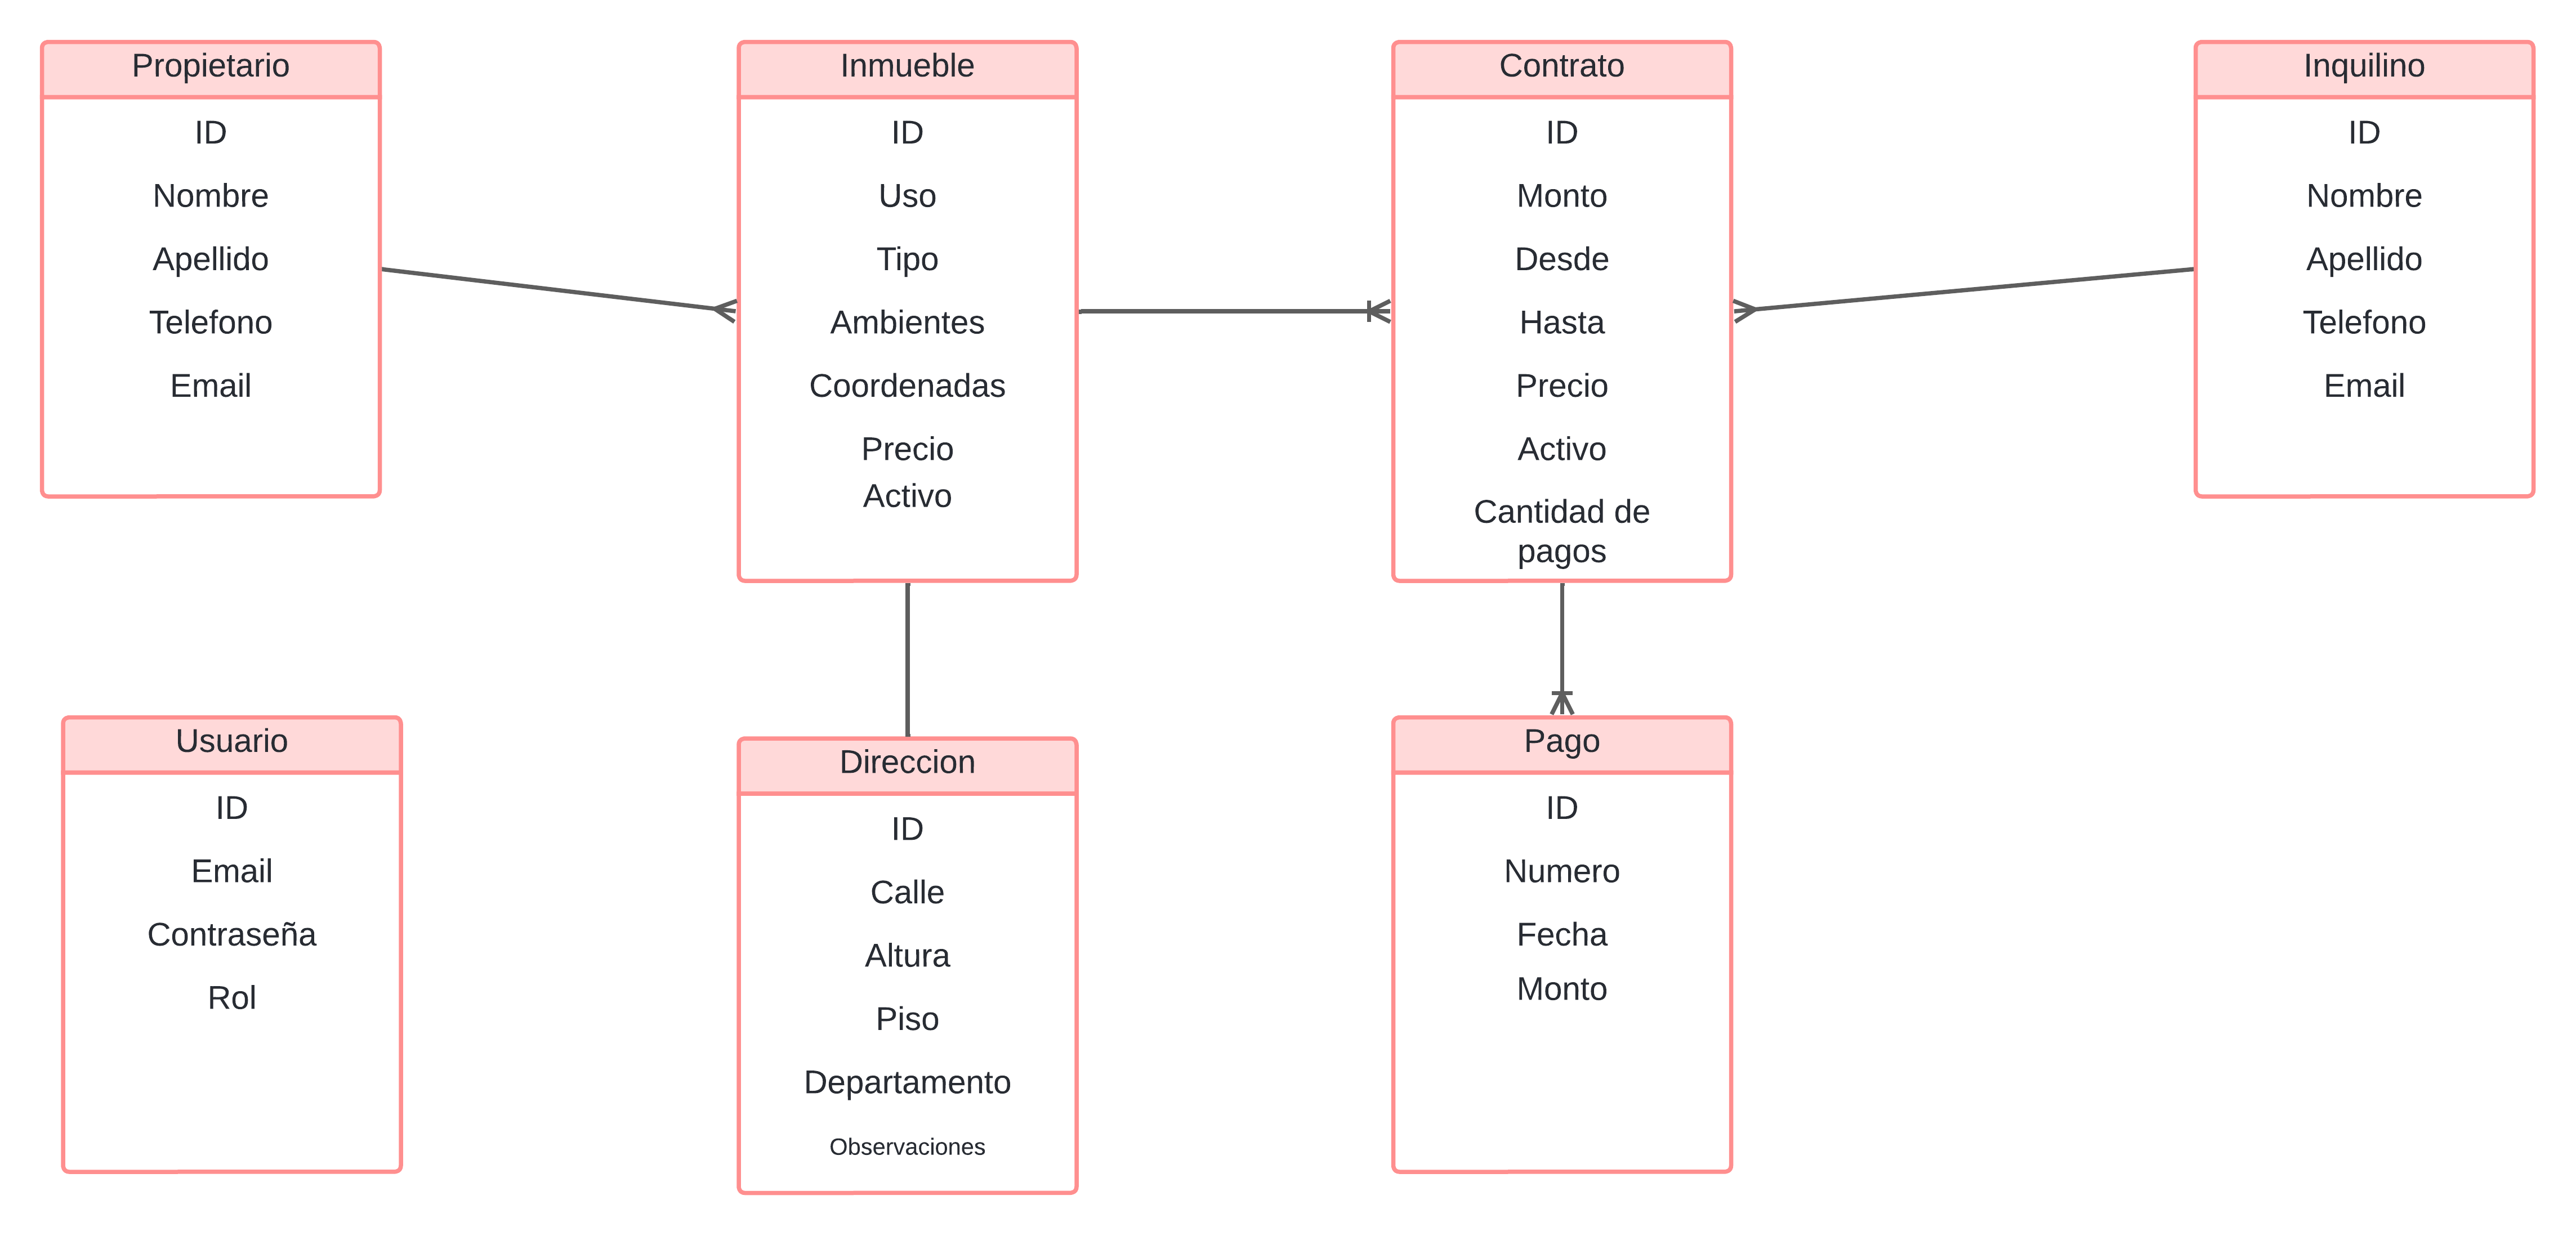 Propietario
ID
Nombre
Apellido
Telefono
Email
Inmueble
ID
Uso
Tipo
Ambientes
Coordenadas
Precio
Activo
Contrato
ID
Monto
Desde
Hasta
Precio
Activo
Cantidad de
pagos
Inquilino
ID
Nombre
Apellido
Telefono
Email
Usuario
ID
Email
Contraseña
Rol
Direccion
ID
Calle
Altura
Piso
Departamento
Observaciones
Pago
ID
Numero
Fecha
Monto